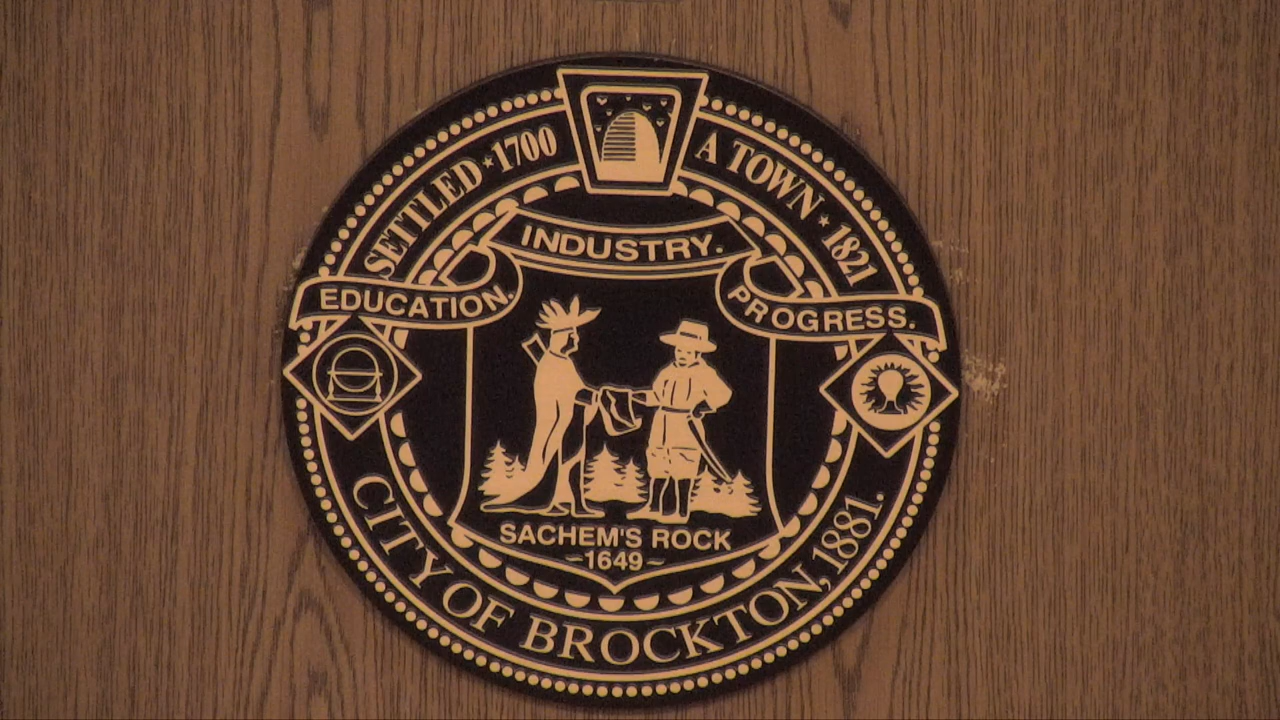 SETTLED ★ 1700
A TOWN ★ 1821
INDUSTRY.
EDUCATION.
PROGRESS.
SACHEM'S ROCK
~1649~
CITY OF BROCKTON, 1881.